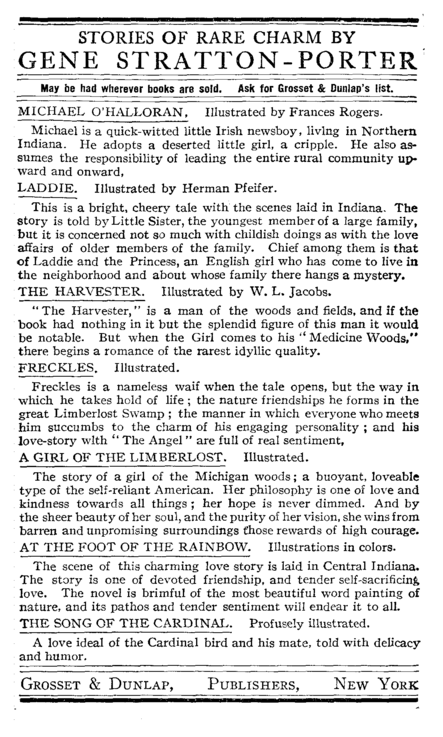 STORIES OF RARE CHARM BY
GENE STRATTON-PORTER
May be had wherever books are sold. Ask for Grosset & Dunlap's list.
MICHAEL O'HALLORAN, Illustrated by Frances Rogers.
Michael is a quick-witted little Irish newsboy, living in Northern
Indiana. He adopts a deserted little girl, a cripple. He also as-
sumes the responsibility of leading the entire rural community up-
ward and onward,
LADDIE. Illustrated by Herman Pfeifer.
This is a bright, cheery tale with the scenes laid in Indiana. The
story is told by Little Sister, the youngest member of a large family,
but it is concerned not so much with childish doings as with the love
affairs of older members of the family. Chief among them is that
of Laddie and the Princess, an English girl who has come to live in
the neighborhood and about whose family there hangs a mystery.
THE HARVESTER. Illustrated by W. L. Jacobs.
"The Harvester," is a man of the woods and fields, and if the
book had nothing in it but the splendid figure of this man it would
be notable. But when the Girl comes to his "Medicine Woods,"
there begins a romance of the rarest idyllic quality.
FRECKLES. Illustrated.
Freckles is a nameless waif when the tale opens, but the way in
which he takes hold of life; the nature friendships he forms in the
great Limberlost Swamp; the manner in which everyone who meets
him succumbs to the charm of his engaging personality; and his
love-story with "The Angel" are full of real sentiment,
A GIRL OF THE LIMBERLOST. Illustrated.
The story of a girl of the Michigan woods; a buoyant, loveable
type of the self-reliant American. Her philosophy is one of love and
kindness towards all things; her hope is never dimmed. And by
the sheer beauty of her soul, and the purity of her vision, she wins from
barren and unpromising surroundings those rewards of high courage.
AT THE FOOT OF THE RAINBOW. Illustrations in colors.
The scene of this charming love story is laid in Central Indiana.
The story is one of devoted friendship, and tender self-sacrificing
love. The novel is brimful of the most beautiful word painting of
nature, and its pathos and tender sentiment will endear it to all.
THE SONG OF THE CARDINAL. Profusely illustrated.
A love ideal of the Cardinal bird and his mate, told with delicacy
and humor.
GROSSET & DUNLAP, PUBLISHERS, NEW YORK